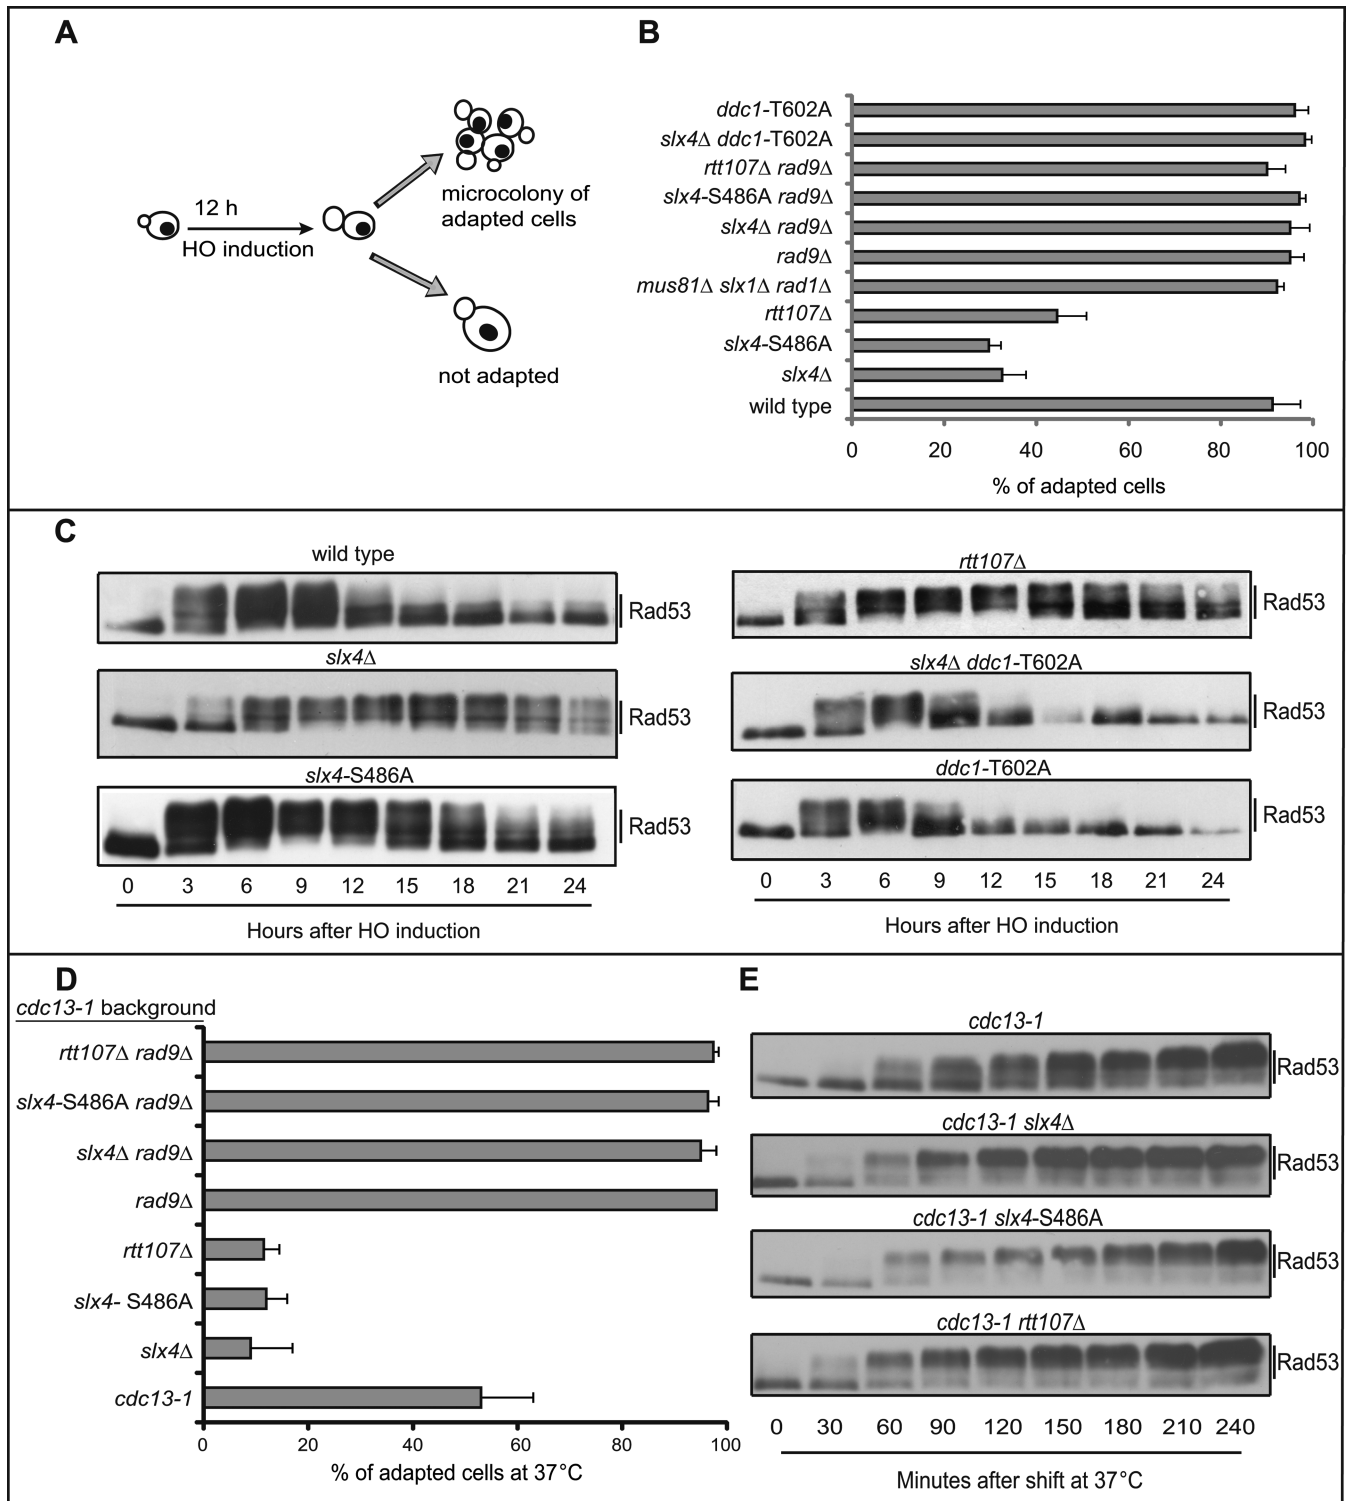 A
12 h
HO induction
microcolony of
adapted cells
not adapted
B
ddc1-T602A
slx4Δ ddc1-T602A
rtt107Δ rad9Δ
slx4-S486A rad9Δ
slx4Δ rad9Δ
rad9Δ
mus81Δ slx1Δ rad1Δ
rtt107Δ
slx4-S486A
slx4Δ
wild type
0 20 40 60 80 100
% of adapted cells
C
wild type
Rad53
slx4Δ
Rad53
slx4-S486A
Rad53
0 3 6 9 12 15 18 21 24
Hours after HO induction
rtt107Δ
Rad53
slx4Δ ddc1-T602A
Rad53
ddc1-T602A
Rad53
0 3 6 9 12 15 18 21 24
Hours after HO induction
D
cdc13-1 background
rtt107Δ rad9Δ
slx4-S486A rad9Δ
slx4Δ rad9Δ
rad9Δ
rtt107Δ
slx4- S486A
slx4Δ
cdc13-1
0 20 40 60 80 100
% of adapted cells at 37°C
E
cdc13-1
Rad53
cdc13-1 slx4Δ
Rad53
cdc13-1 slx4-S486A
Rad53
cdc13-1 rtt107Δ
Rad53
0 30 60 90 120 150 180 210 240
Minutes after shift at 37°C